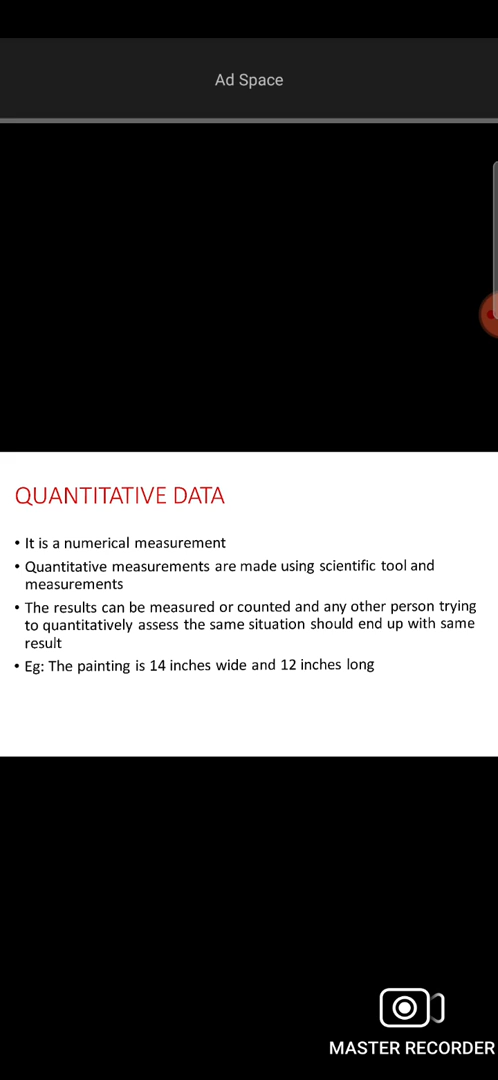 Ad Space
QUANTITATIVE DATA
• It is a numerical measurement
• Quantitative measurements are made using scientific tool and
measurements
• The results can be measured or counted and any other person trying
to quantitatively assess the same situation should end up with same
result
• Eg: The painting is 14 inches wide and 12 inches long
MASTER RECORDER